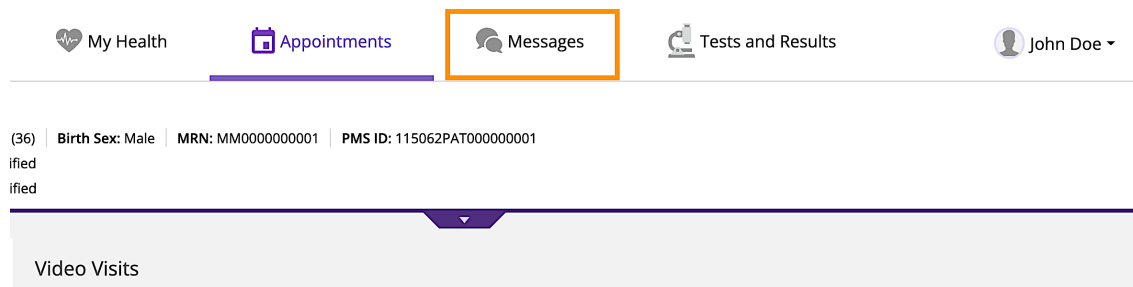 My Health Appointments Messages Tests and Results John Doe
(36) Birth Sex: Male MRN: MM0000000001 PMS ID: 115062PAT000000001
ified
ified
Video Visits